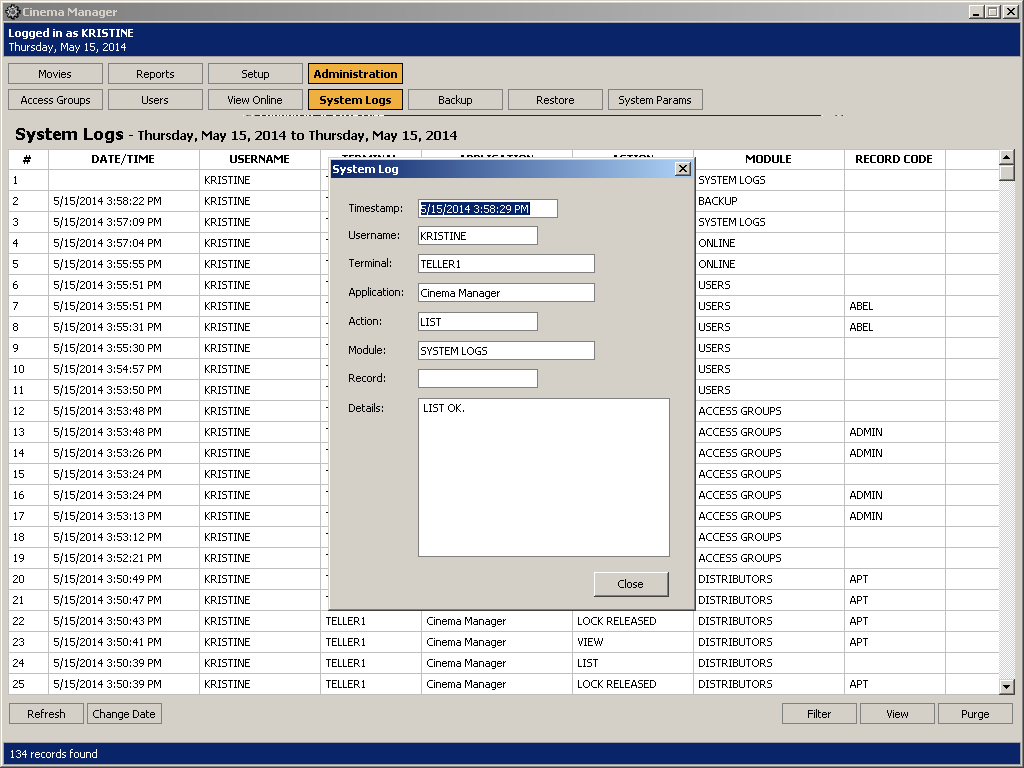 Cinema Manager
Logged in as KRISTINE
Thursday, May 15, 2014
Movies Reports Setup Administration
Access Groups Users View Online System Logs Backup Restore System Params
System Logs - Thursday, May 15, 2014 to Thursday, May 15, 2014
# DATE/TIME USERNAME TERMINAL APPLICATION ACTION MODULE RECORD CODE
1 KRISTINE SYSTEM LOGS
2 5/15/2014 3:58:22 PM KRISTINE BACKUP
3 5/15/2014 3:57:09 PM KRISTINE SYSTEM LOGS
4 5/15/2014 3:57:04 PM KRISTINE ONLINE
5 5/15/2014 3:55:55 PM KRISTINE ONLINE
6 5/15/2014 3:55:51 PM KRISTINE USERS
7 5/15/2014 3:55:51 PM KRISTINE USERS ABEL
8 5/15/2014 3:55:31 PM KRISTINE USERS ABEL
9 5/15/2014 3:55:30 PM KRISTINE USERS
10 5/15/2014 3:54:57 PM KRISTINE USERS
11 5/15/2014 3:53:50 PM KRISTINE USERS
12 5/15/2014 3:53:48 PM KRISTINE ACCESS GROUPS
13 5/15/2014 3:53:48 PM KRISTINE ACCESS GROUPS ADMIN
14 5/15/2014 3:53:26 PM KRISTINE ACCESS GROUPS ADMIN
15 5/15/2014 3:53:24 PM KRISTINE ACCESS GROUPS
16 5/15/2014 3:53:24 PM KRISTINE ACCESS GROUPS ADMIN
17 5/15/2014 3:53:13 PM KRISTINE ACCESS GROUPS ADMIN
18 5/15/2014 3:53:12 PM KRISTINE ACCESS GROUPS
19 5/15/2014 3:52:21 PM KRISTINE ACCESS GROUPS
20 5/15/2014 3:50:49 PM KRISTINE DISTRIBUTORS APT
21 5/15/2014 3:50:47 PM KRISTINE DISTRIBUTORS APT
22 5/15/2014 3:50:43 PM KRISTINE TELLER1 Cinema Manager LOCK RELEASED DISTRIBUTORS APT
23 5/15/2014 3:50:41 PM KRISTINE TELLER1 Cinema Manager VIEW DISTRIBUTORS APT
24 5/15/2014 3:50:39 PM KRISTINE TELLER1 Cinema Manager LIST DISTRIBUTORS
25 5/15/2014 3:50:39 PM KRISTINE TELLER1 Cinema Manager LOCK RELEASED DISTRIBUTORS APT
System Log
Timestamp: 5/15/2014 3:58:29 PM
Username: KRISTINE
Terminal: TELLER1
Application: Cinema Manager
Action: LIST
Module: SYSTEM LOGS
Record:
Details: LIST OK.
Close
Refresh Change Date Filter View Purge
134 records found